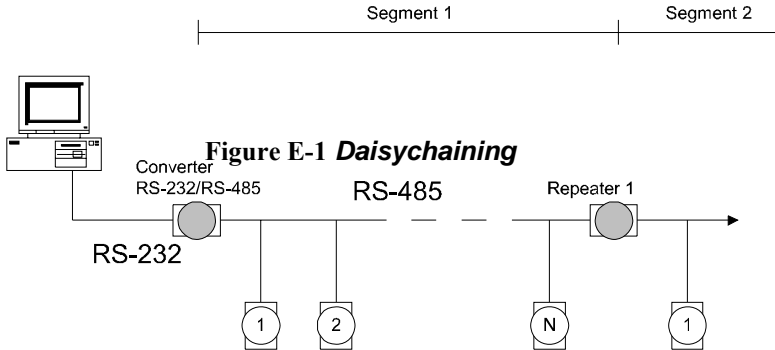 Segment 1
Segment 2
Figure E-1 Daisychaining
Converter
RS-232/RS-485
RS-485
Repeater 1
RS-232
1
2
N
1